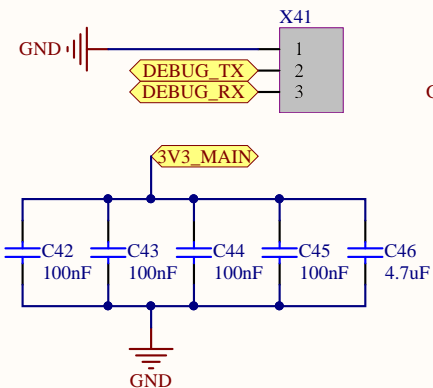 X41
GND
1
DEBUG_TX
2
DEBUG_RX
3
3V3_MAIN
C42
100nF
C43
100nF
C44
100nF
C45
100nF
C46
4.7uF
GND